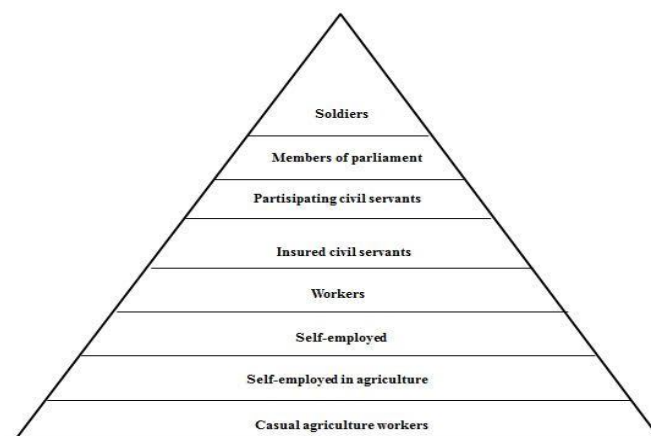 Soldiers
Members of parliament
Partisipating civil servants
Insured civil servants
Workers
Self-employed
Self-employed in agriculture
Casual agriculture workers